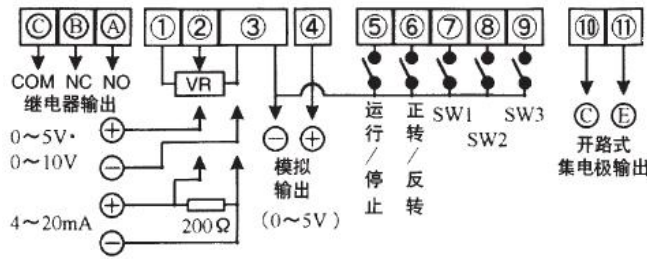 Ⓒ Ⓑ Ⓐ ① ② ③ ④ ⑤ ⑥ ⑦ ⑧ ⑨ ⑩ ⑪
COM NC NO
继电器输出
VR
0～5V·
0～10V
⊕
⊖
4～20mA
⊕
⊖
200Ω
⊖ ⊕
模拟
输出
(0～5V)
运行/停止
正转/反转
SW1
SW2
SW3
Ⓒ Ⓔ
开路式
集电极输出